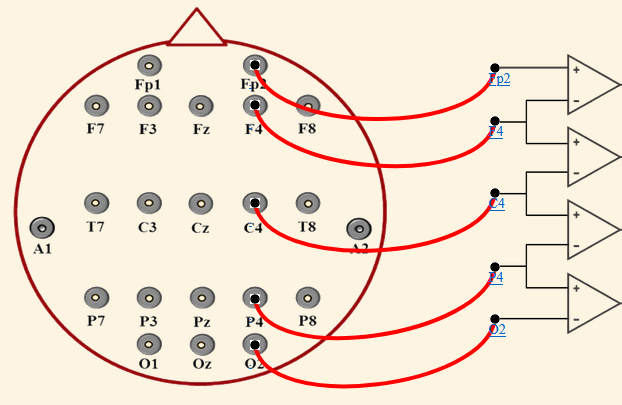 Fp1 Fp2 Fp2
F7 F3 Fz F4 F8 F4
T7 C3 Cz C4 T8 C4
A1 A2
P7 P3 Pz P4 P8 P4
O1 Oz O2 O2
+
−
+
−
+
−
+
−